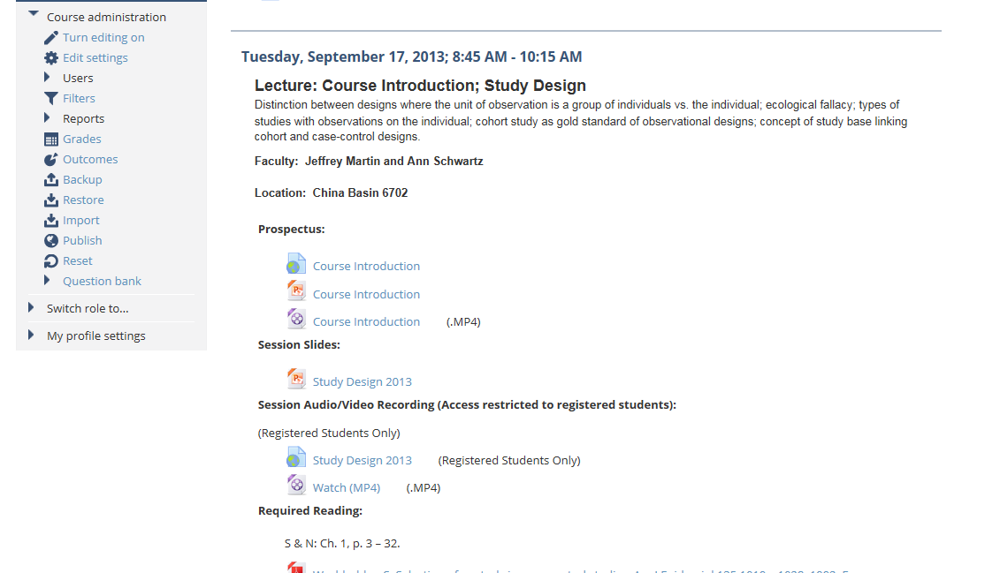 Course administration
Turn editing on
Edit settings
Users
Filters
Reports
Grades
Outcomes
Backup
Restore
Import
Publish
Reset
Question bank
Switch role to...
My profile settings
Tuesday, September 17, 2013; 8:45 AM - 10:15 AM
Lecture: Course Introduction; Study Design
Distinction between designs where the unit of observation is a group of individuals vs. the individual; ecological fallacy; types of
studies with observations on the individual; cohort study as gold standard of observational designs; concept of study base linking
cohort and case-control designs.
Faculty: Jeffrey Martin and Ann Schwartz
Location: China Basin 6702
Prospectus:
Course Introduction
Course Introduction
Course Introduction (.MP4)
Session Slides:
Study Design 2013
Session Audio/Video Recording (Access restricted to registered students):
(Registered Students Only)
Study Design 2013 (Registered Students Only)
Watch (MP4) (.MP4)
Required Reading:
S & N: Ch. 1, p. 3 – 32.